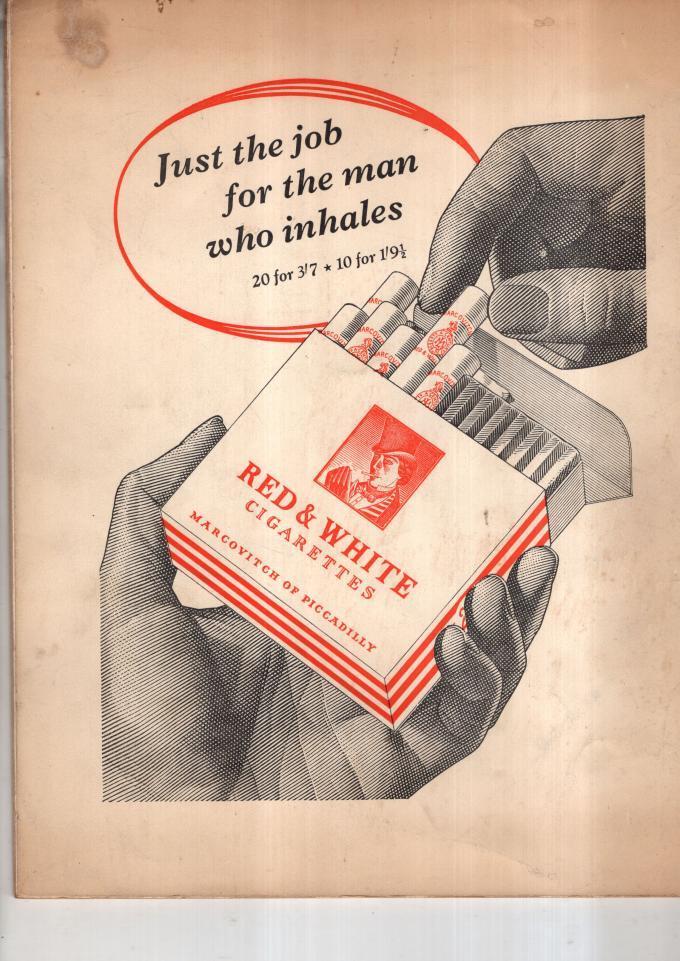 Just the job
for the man
who inhales
20 for 3'7 ★ 10 for 1'9½
RED & WHITE
CIGARETTES
MARCOVITCH OF PICCADILLY